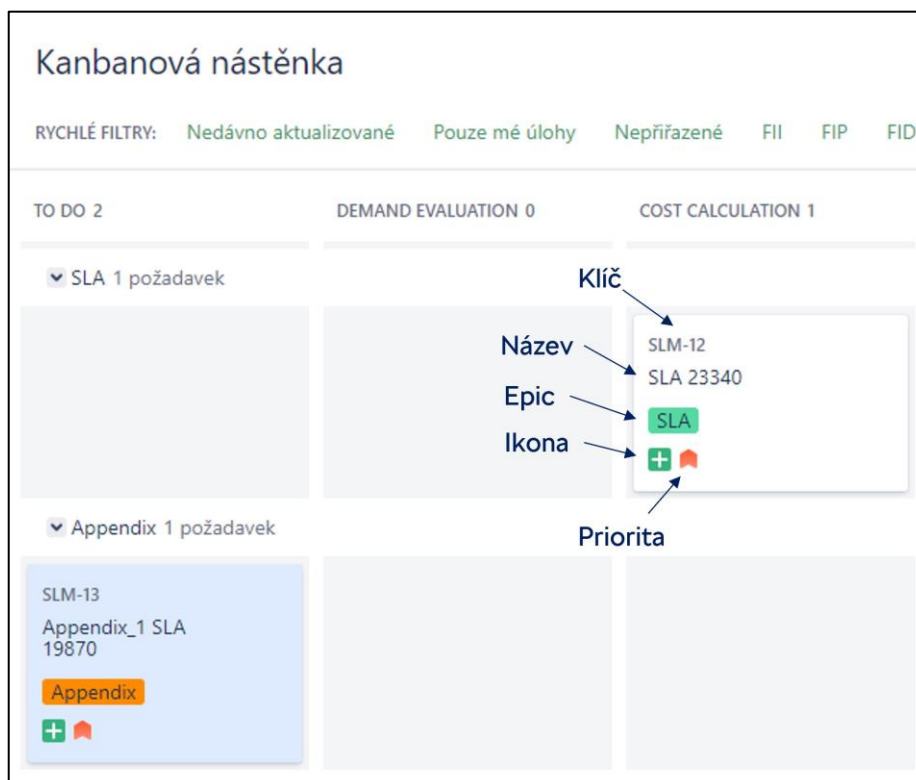 Kanbanová nástěnka
RYCHLÉ FILTRY: Nedávno aktualizované Pouze mé úlohy Nepřiřazené FII FIP FID
TO DO 2 DEMAND EVALUATION 0 COST CALCULATION 1
SLA 1 požadavek
Klíč
SLM-12
Název
SLA 23340
Epic
SLA
Ikona
Priorita
Appendix 1 požadavek
SLM-13
Appendix_1 SLA
19870
Appendix